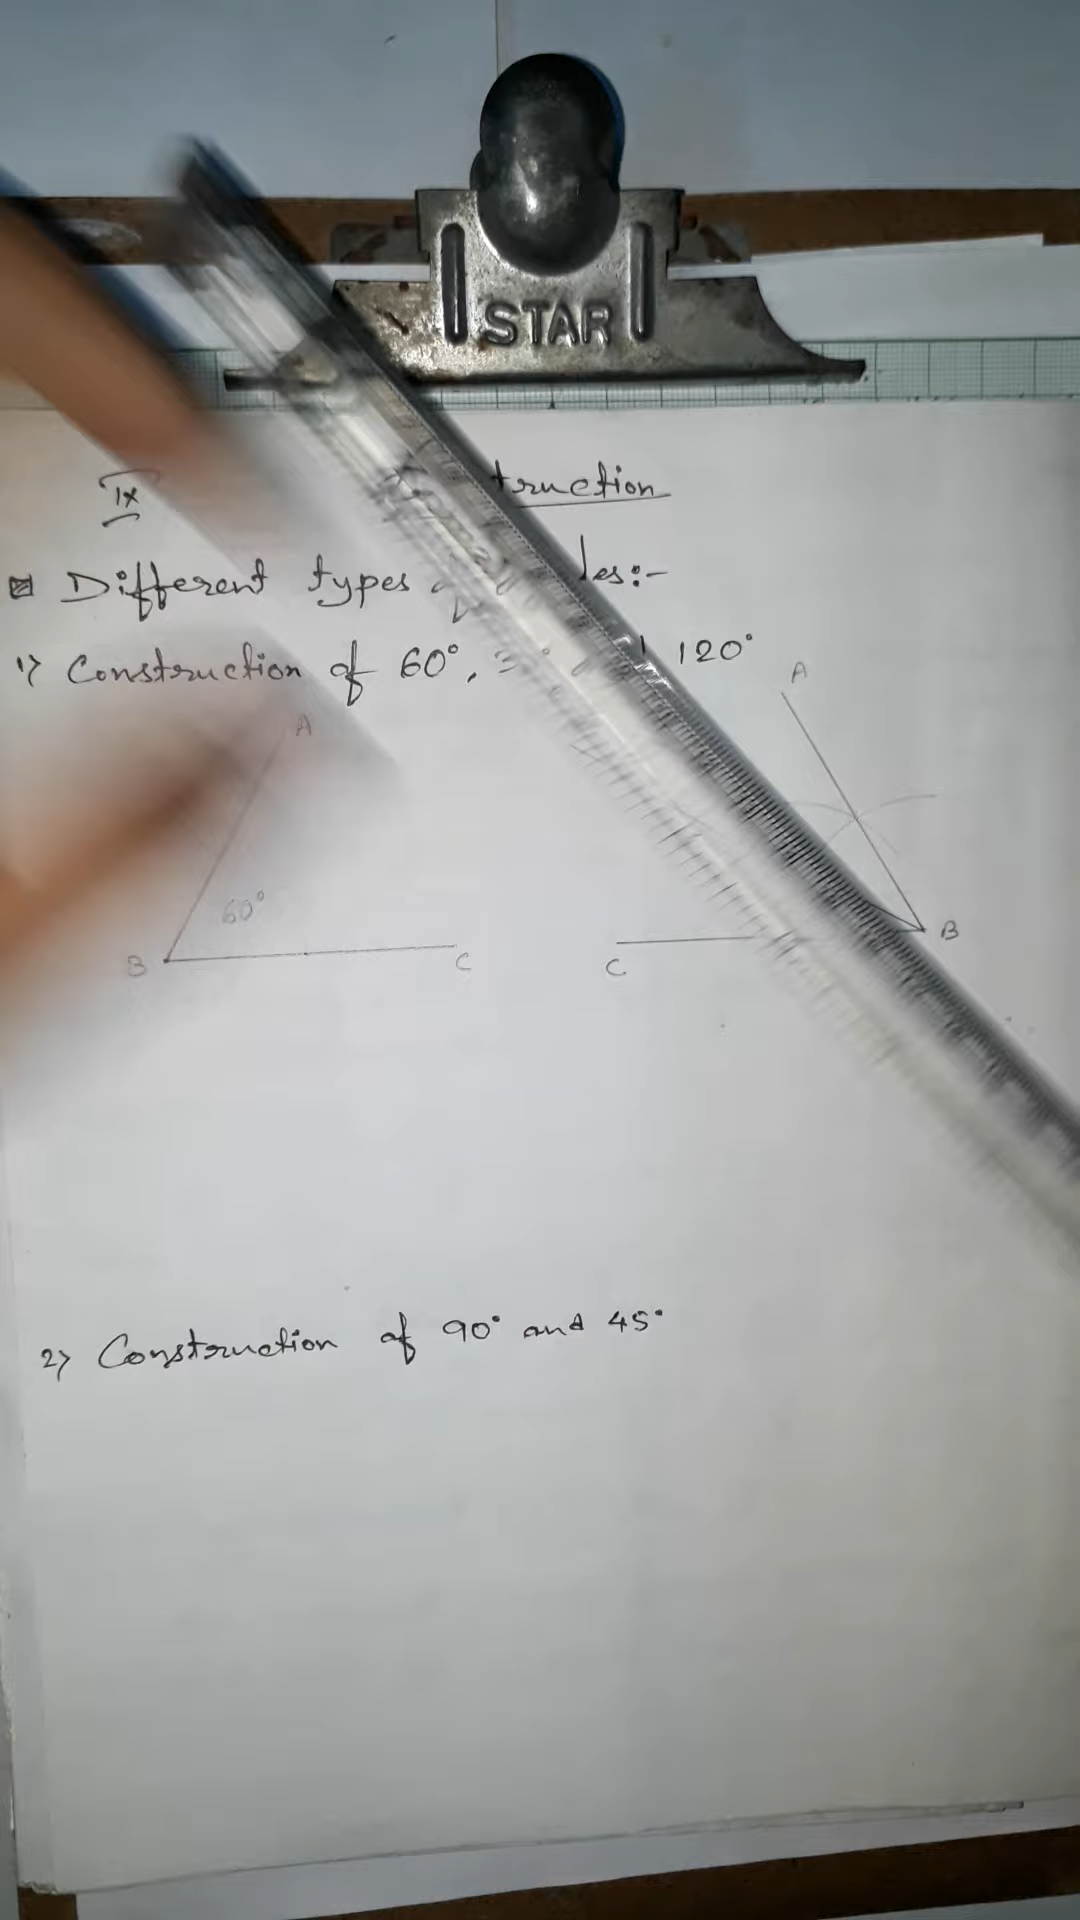 STAR
IX
truction
Different types les:-
1) Construction of 60°, 120°
A
A
60°
B
B
C
C
2) Construction of 90° and 45°